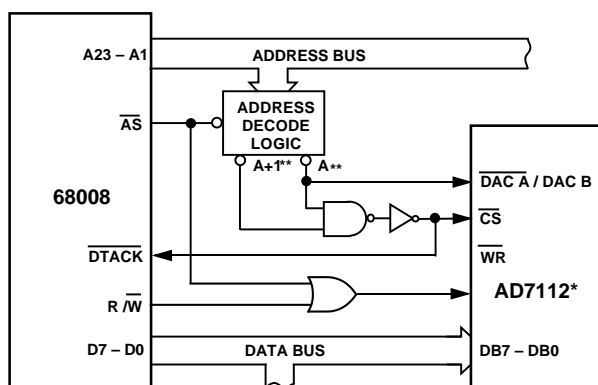 A23 – A1
ADDRESS BUS
AS
ADDRESS
DECODE
LOGIC
A+1**
A**
68008
DAC A / DAC B
CS
DTACK
WR
AD7112*
R /W
D7 – D0
DATA BUS
DB7 – DB0